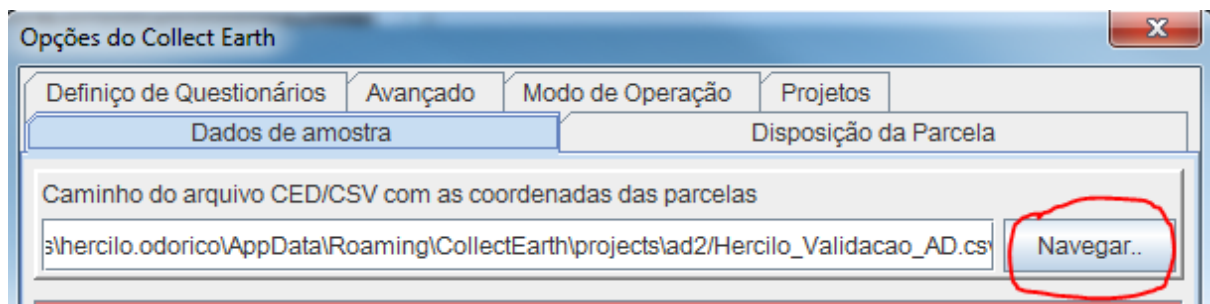 Opções do Collect Earth
Definiço de Questionários Avançado Modo de Operação Projetos
Dados de amostra Disposição da Parcela
Caminho do arquivo CED/CSV com as coordenadas das parcelas
s\hercilo.odorico\AppData\Roaming\CollectEarth\projects\ad2/Hercilo_Validacao_AD.csv Navegar..